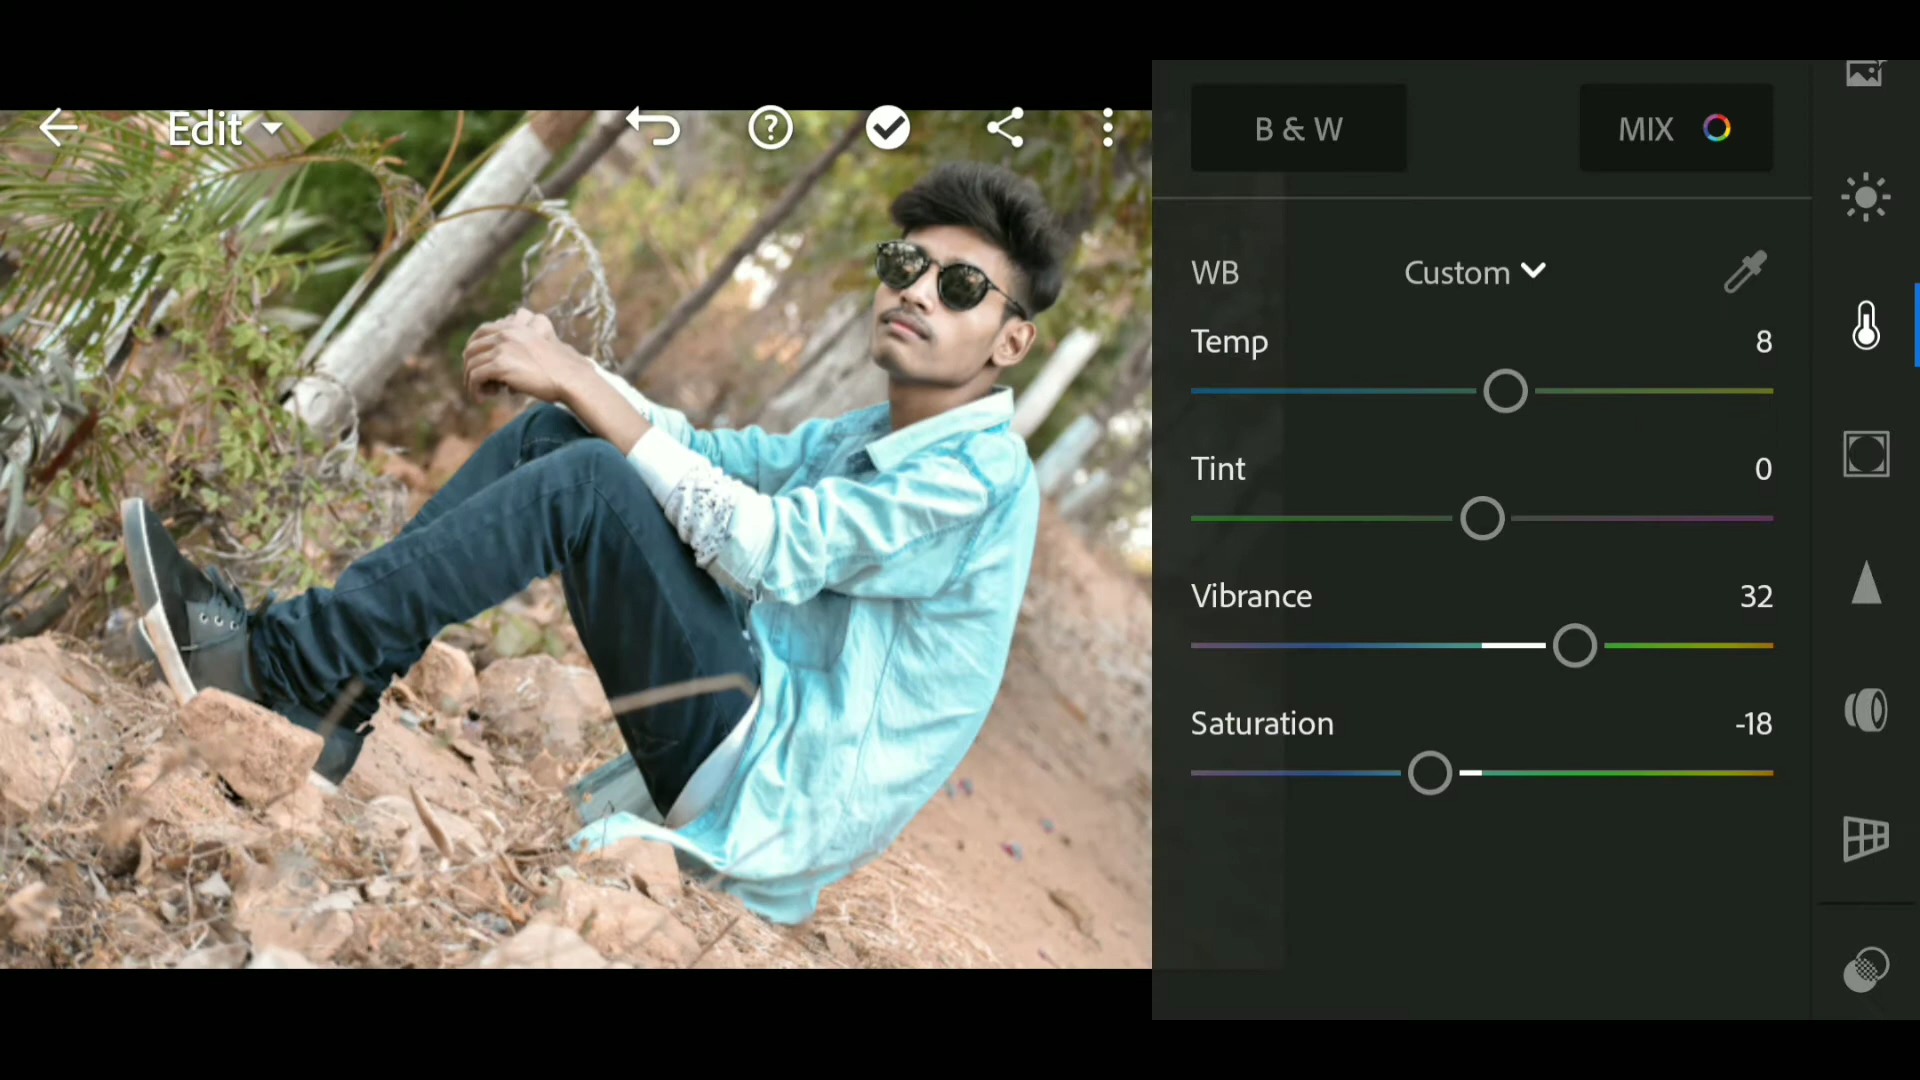 Edit
B & W
MIX
WB
Custom
Temp
8
Tint
0
Vibrance
32
Saturation
-18